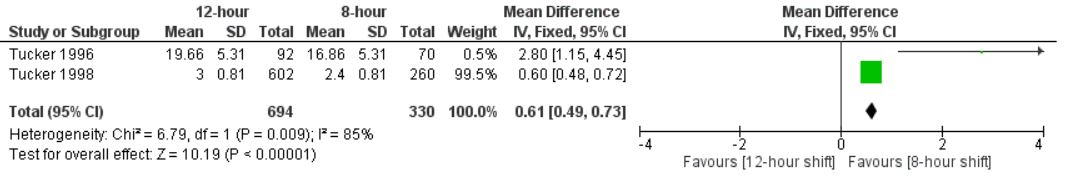 12-hour 8-hour Mean Difference Mean Difference
Study or Subgroup Mean SD Total Mean SD Total Weight IV, Fixed, 95% CI IV, Fixed, 95% CI
Tucker 1996 19.66 5.31 92 16.86 5.31 70 0.5% 2.80 [1.15, 4.45]
Tucker 1998 3 0.81 602 2.4 0.81 260 99.5% 0.60 [0.48, 0.72]
Total (95% CI) 694 330 100.0% 0.61 [0.49, 0.73]
Heterogeneity: Chi² = 6.79, df = 1 (P = 0.009); I² = 85%
Test for overall effect: Z = 10.19 (P < 0.00001)
-4 -2 0 2 4
Favours [12-hour shift] Favours [8-hour shift]